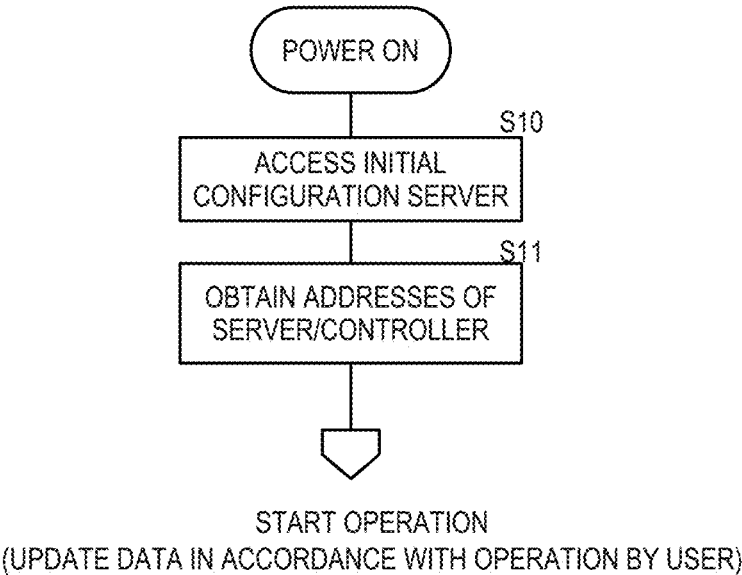 POWER ON
S10
ACCESS INITIAL
CONFIGURATION SERVER
S11
OBTAIN ADDRESSES OF
SERVER/CONTROLLER
START OPERATION
(UPDATE DATA IN ACCORDANCE WITH OPERATION BY USER)